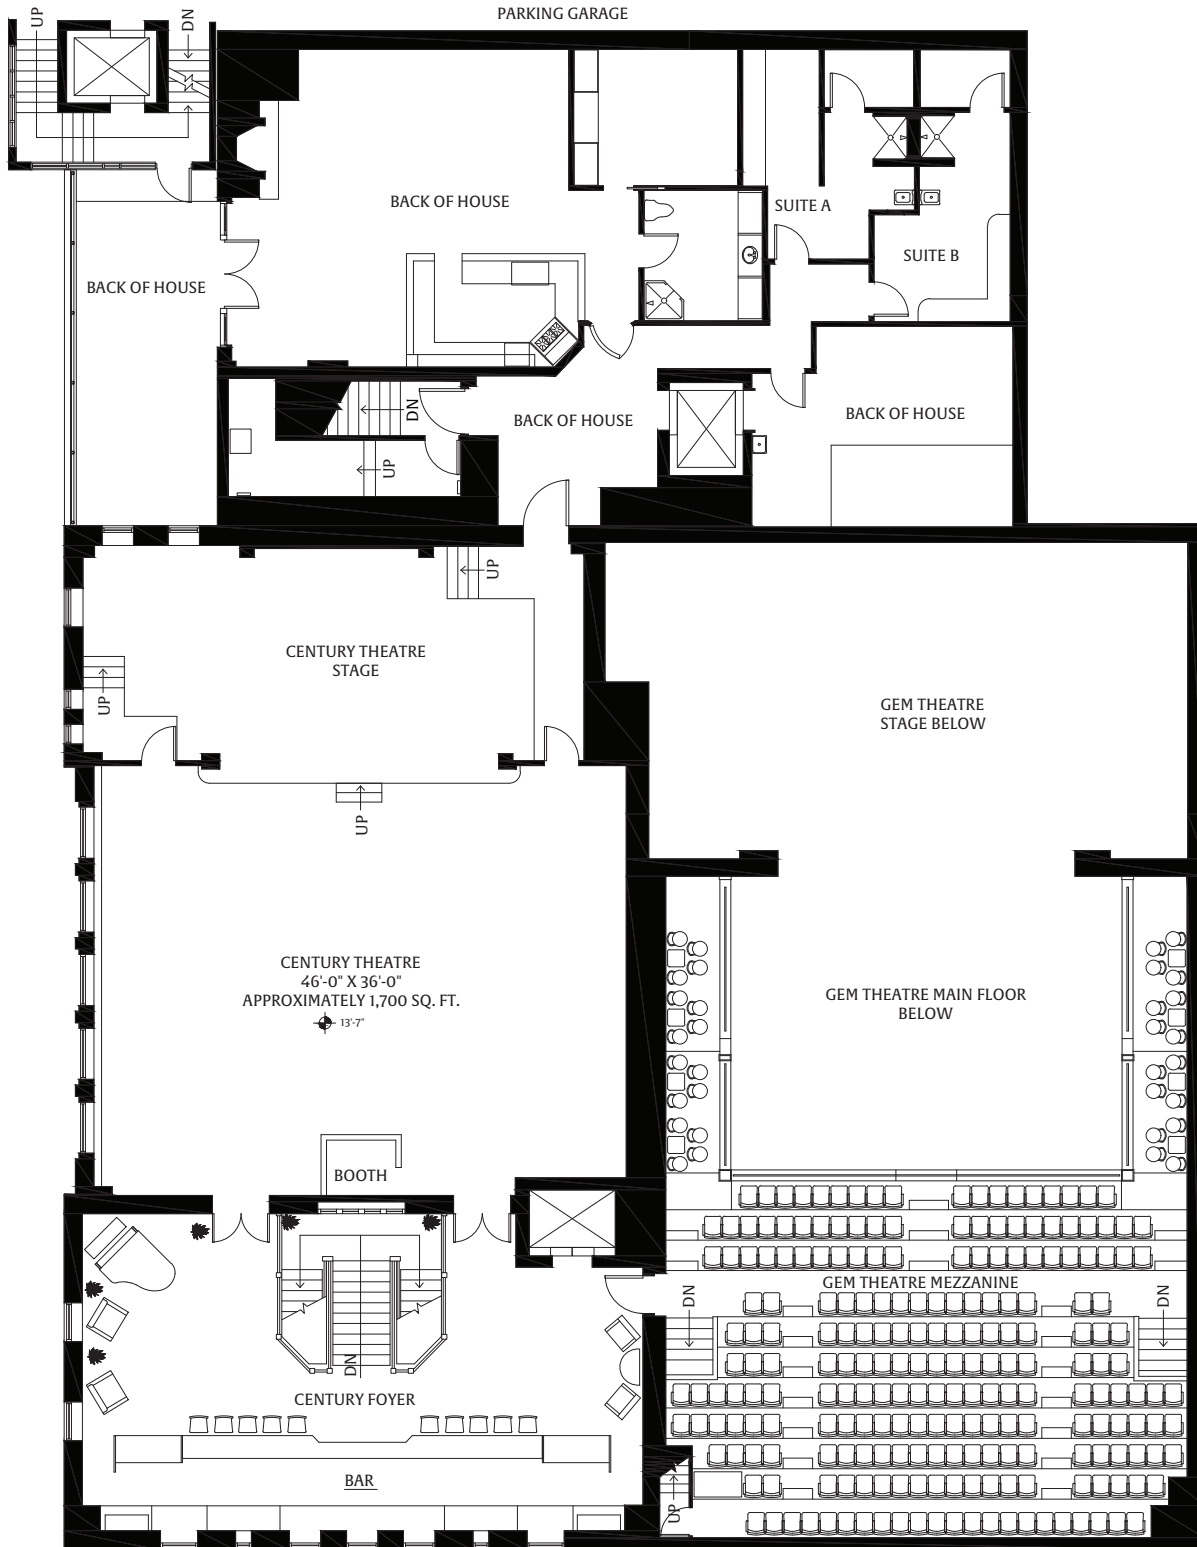 PARKING GARAGE
UP
DN
BACK OF HOUSE
SUITE A
SUITE B
BACK OF HOUSE
DN
BACK OF HOUSE
BACK OF HOUSE
UP
UP
CENTURY THEATRE
STAGE
UP
GEM THEATRE
STAGE BELOW
UP
CENTURY THEATRE
46'-0" X 36'-0"
APPROXIMATELY 1,700 SQ. FT.
13'-7"
GEM THEATRE MAIN FLOOR
BELOW
BOOTH
GEM THEATRE MEZZANINE
DN
DN
DN
CENTURY FOYER
BAR
UP